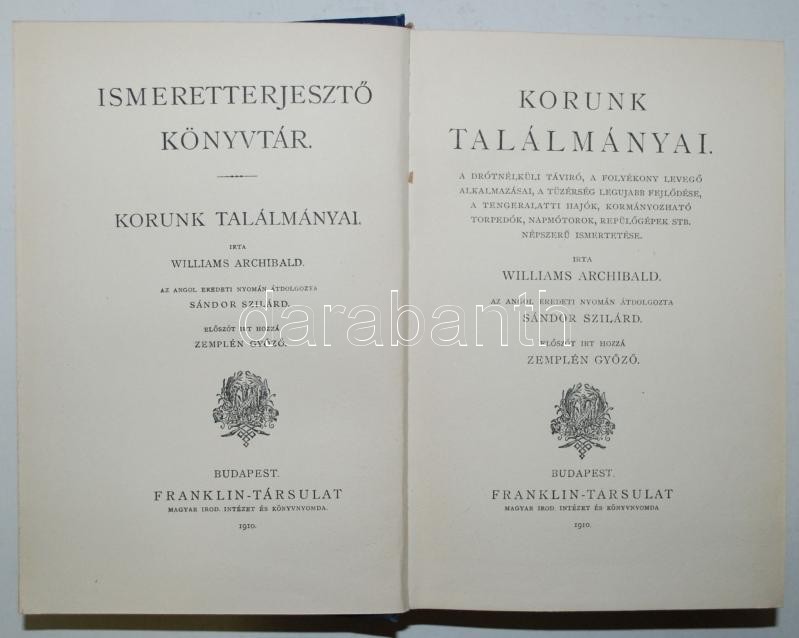 ISMERETTERJESZTŐ
KÖNYVTÁR.
KORUNK TALÁLMÁNYAI.
IRTA
WILLIAMS ARCHIBALD.
AZ ANGOL EREDETI NYOMÁN ÁTDOLGOZTA
SÁNDOR SZILÁRD.
ELŐSZÓT IRT HOZZÁ
ZEMPLÉN GYŐZŐ.
BUDAPEST.
FRANKLIN-TÁRSULAT
MAGYAR IROD. INTÉZET ÉS KÖNYVNYOMDA.
1910.
KORUNK
TALÁLMÁNYAI.
A DRÓTNÉLKÜLI TÁVIRÓ, A FOLYÉKONY LEVEGŐ
ALKALMAZÁSAI, A TÜZÉRSÉG LEGUJABB FEJLŐDÉSE,
A TENGERALATTI HAJÓK, KORMÁNYOZHATÓ
TORPEDÓK, NAPMÓTOROK, REPÜLŐGÉPEK STB.
NÉPSZERŰ ISMERTETÉSE.
IRTA
WILLIAMS ARCHIBALD.
AZ ANGOL EREDETI NYOMÁN ÁTDOLGOZTA
SÁNDOR SZILÁRD.
ELŐSZÓT IRT HOZZÁ
ZEMPLÉN GYŐZŐ.
BUDAPEST.
FRANKLIN-TARSULAT
MAGYAR IROD. INTÉZET ÉS KÖNYVNYOMDA
1910.
darabanth